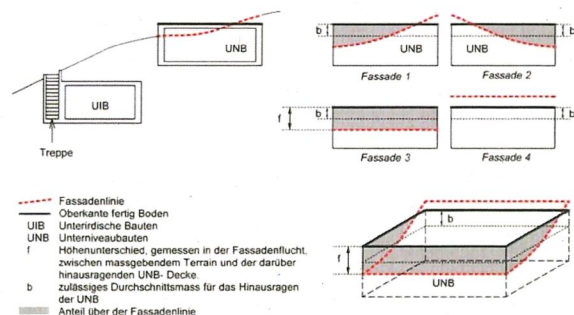 UNB
UIB
Treppe
b
UNB
Fassade 1
UNB
b
Fassade 2
f
b
Fassade 3
b
Fassade 4
Fassadenlinie
Oberkante fertig Boden
UIB Unterirdische Bauten
UNB Unterniveaubauten
f Höhenunterschied, gemessen in der Fassadenflucht,
zwischen massgebendem Terrain und der darüber
hinausragenden UNB- Decke.
b zulässiges Durchschnittsmass für das Hinausragen
der UNB
Anteil über der Fassadenlinie
b
f
UNB